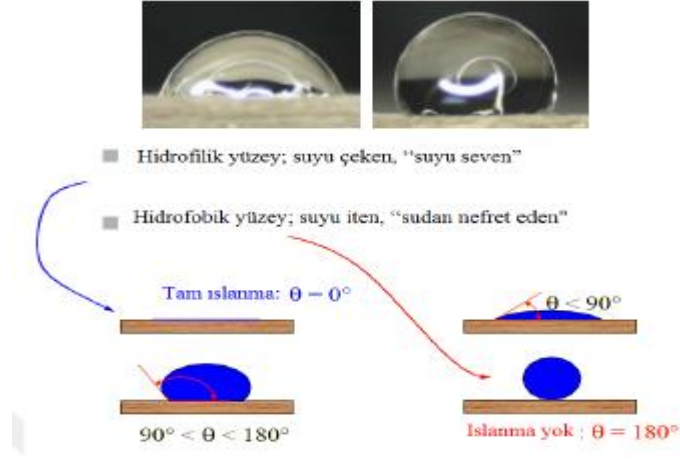 Hidrofilik yüzey; suyu çeken, “suyu seven”
Hidrofobik yüzey; suyu iten, “sudan nefret eden”
Tam ıslanma: θ = 0°
θ < 90°
90° < θ < 180°
Islanma yok ; θ = 180°